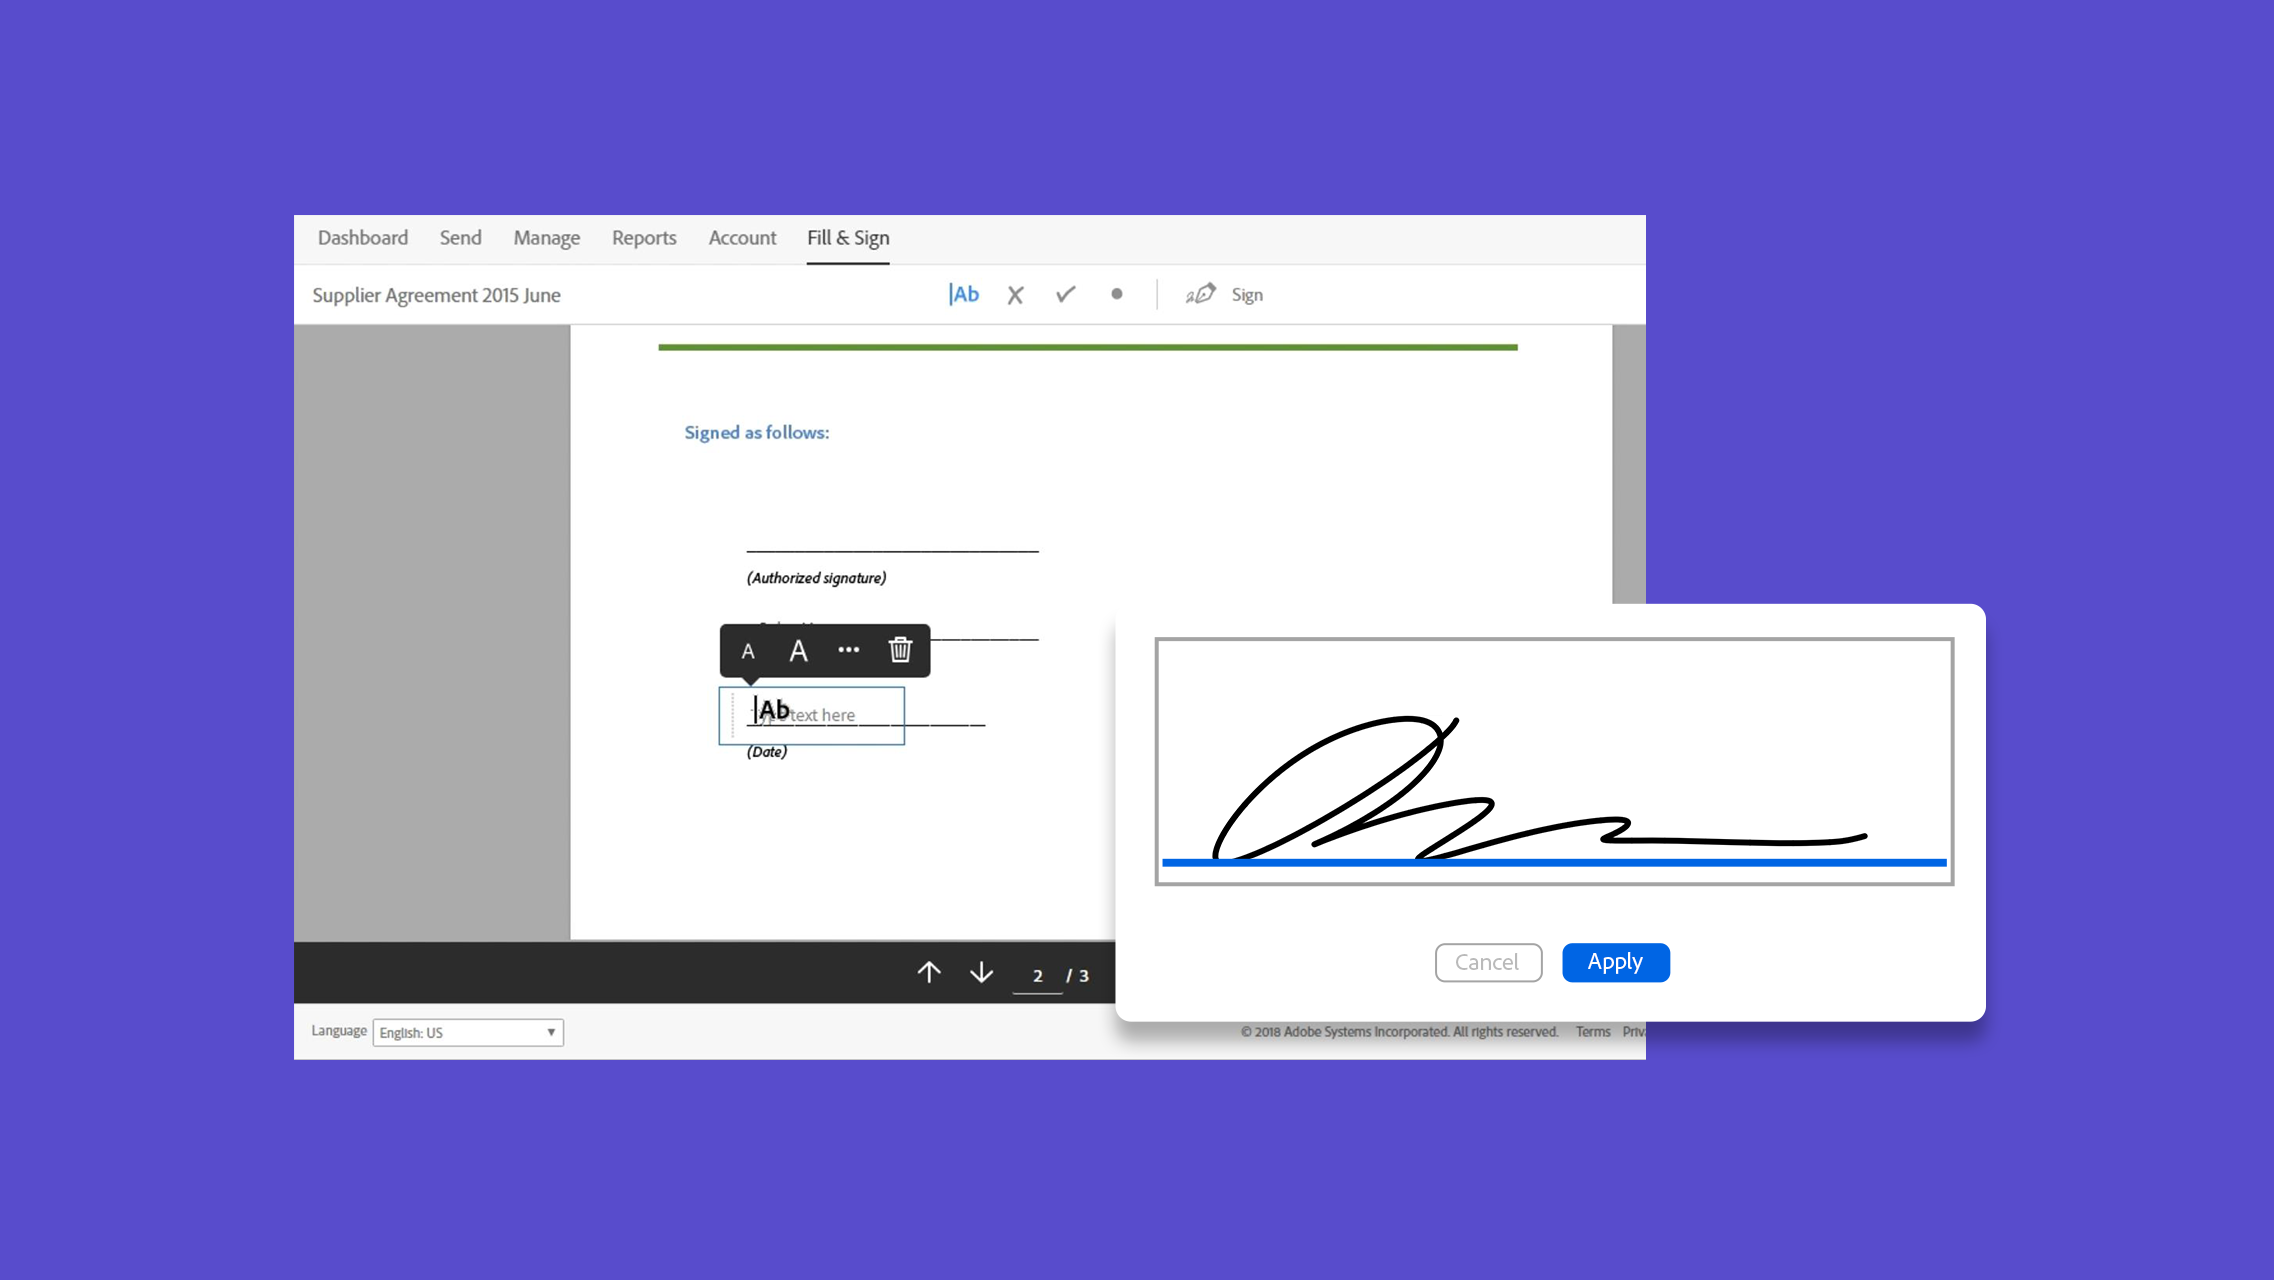 Dashboard Send Manage Reports Account Fill & Sign
Supplier Agreement 2015 June |Ab Sign
Signed as follows:
(Authorized signature)
A A
Ab text here
(Date)
Cancel Apply
2 / 3
Language English: US
© 2018 Adobe Systems Incorporated. All rights reserved. Terms Priv